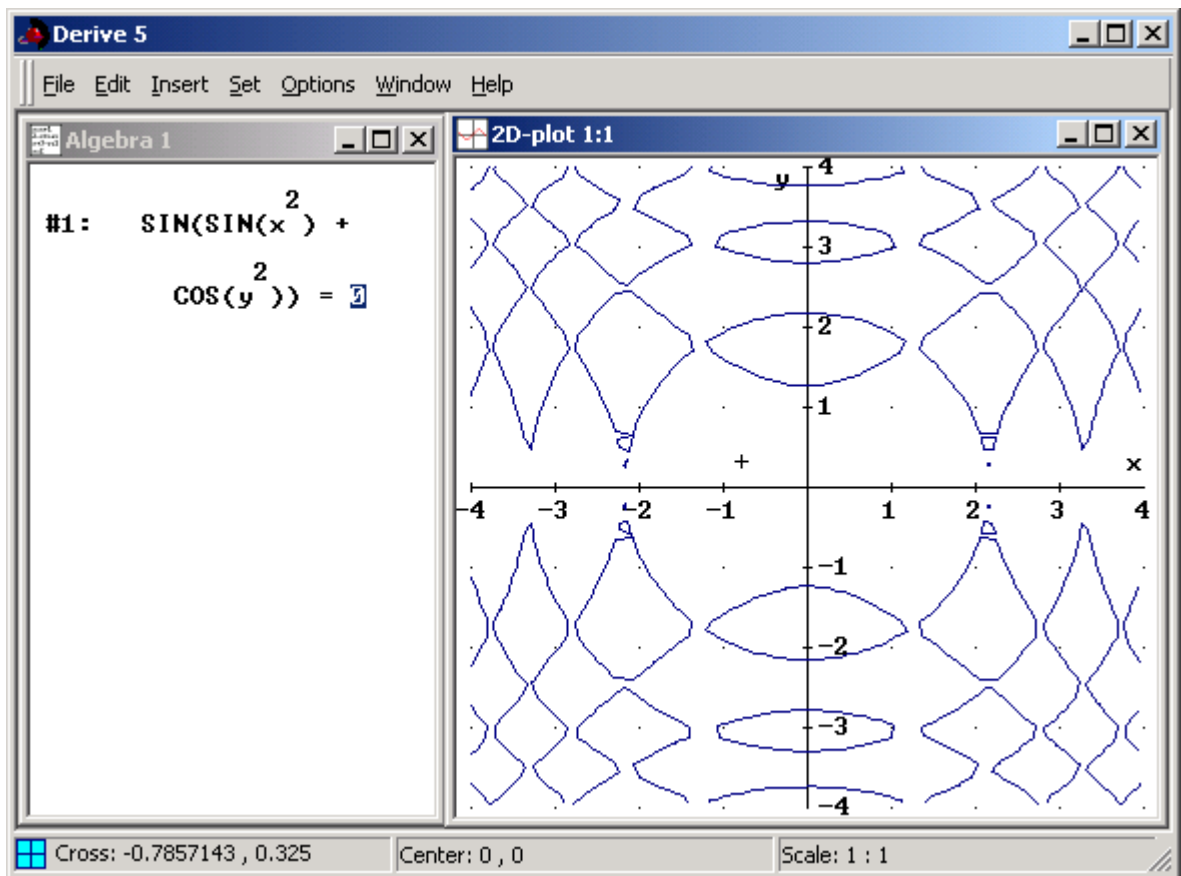 Derive 5
File Edit Insert Set Options Window Help
Algebra 1
#1: SIN(SIN(x²) +
COS(y²)) = 0
2D-plot 1:1
y
4
3
2
1
x
-4 -3 -2 -1 1 2 3 4
-1
-2
-3
-4
Cross: -0.7857143 , 0.325
Center: 0 , 0
Scale: 1 : 1